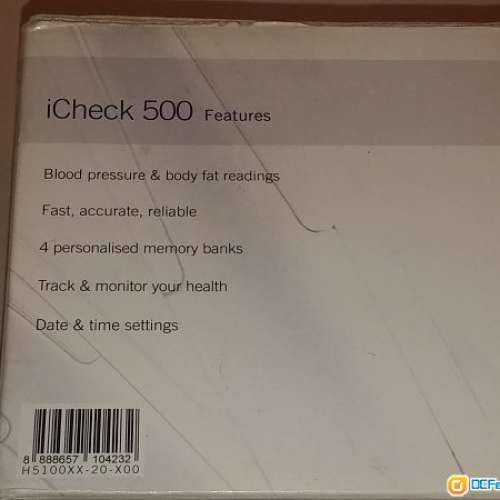 iCheck 500 Features
Blood pressure & body fat readings
Fast, accurate, reliable
4 personalised memory banks
Track & monitor your health
Date & time settings
8 888657 104232
H5100XX-20-X00